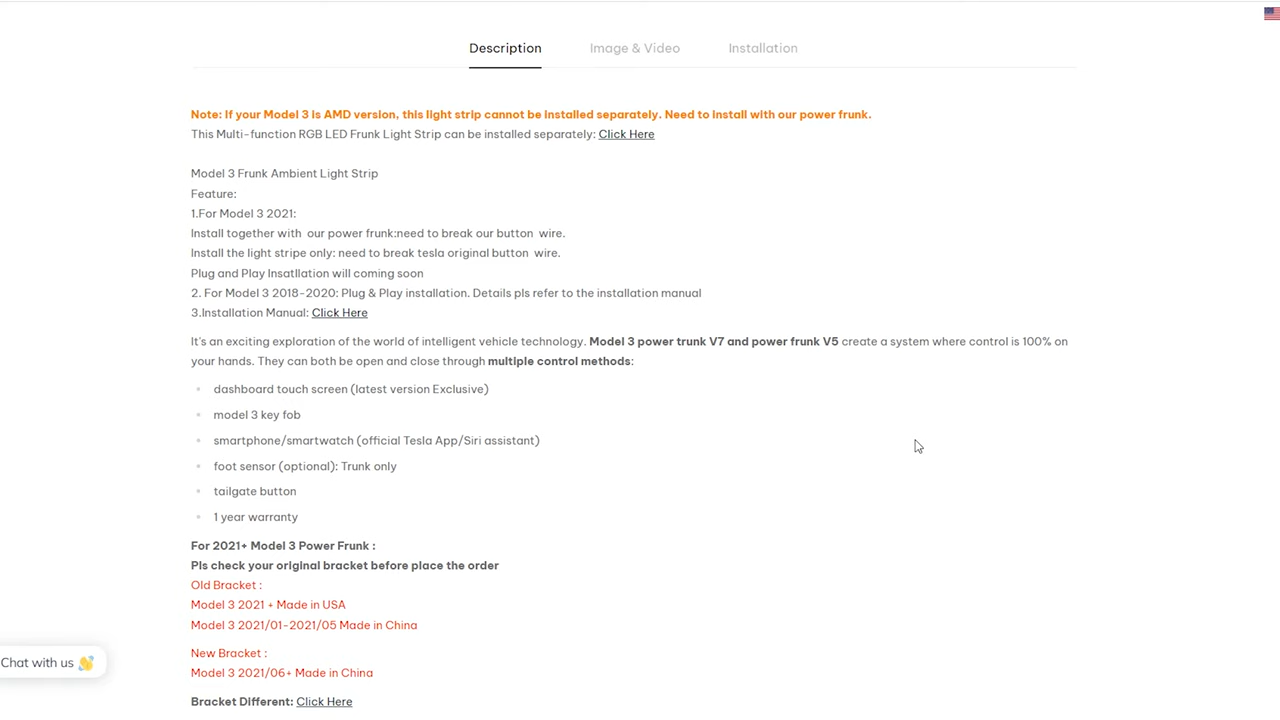 Description
Image & Video
Installation
Note: If your Model 3 is AMD version, this light strip cannot be installed separately. Need to install with our power frunk.
This Multi-function RGB LED Frunk Light Strip can be installed separately: Click Here
Model 3 Frunk Ambient Light Strip
Feature:
1.For Model 3 2021:
Install together with our power frunk:need to break our button wire.
Install the light stripe only: need to break tesla original button wire.
Plug and Play Insatllation will coming soon
2. For Model 3 2018-2020: Plug & Play installation. Details pls refer to the installation manual
3.Installation Manual: Click Here
It's an exciting exploration of the world of intelligent vehicle technology. Model 3 power trunk V7 and power frunk V5 create a system where control is 100% on
your hands. They can both be open and close through multiple control methods:
dashboard touch screen (latest version Exclusive)
model 3 key fob
smartphone/smartwatch (official Tesla App/Siri assistant)
foot sensor (optional): Trunk only
tailgate button
1 year warranty
For 2021+ Model 3 Power Frunk :
Pls check your original bracket before place the order
Old Bracket :
Model 3 2021 + Made in USA
Model 3 2021/01-2021/05 Made in China
New Bracket :
Model 3 2021/06+ Made in China
Chat with us 👋
Bracket Different: Click Here